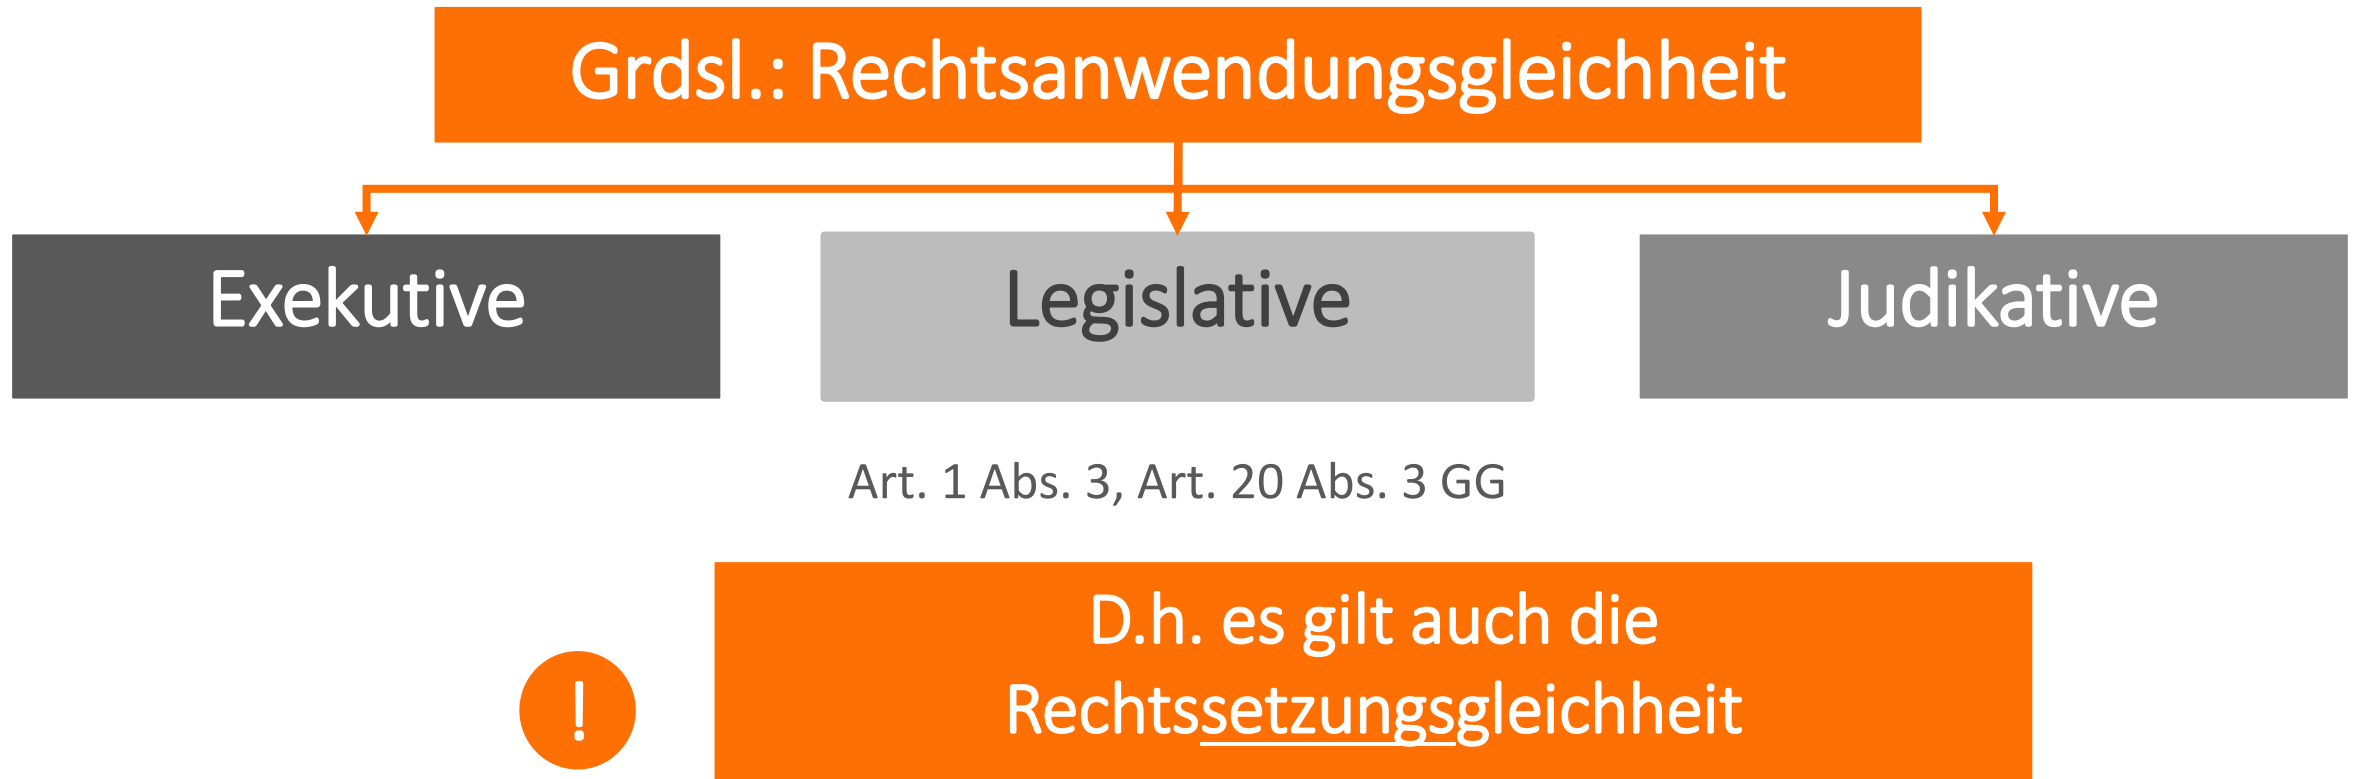 Grdsl.: Rechtsanwendungsgleichheit
Exekutive
Legislative
Judikative
Art. 1 Abs. 3, Art. 20 Abs. 3 GG
!
D.h. es gilt auch die
Rechtssetzungsgleichheit